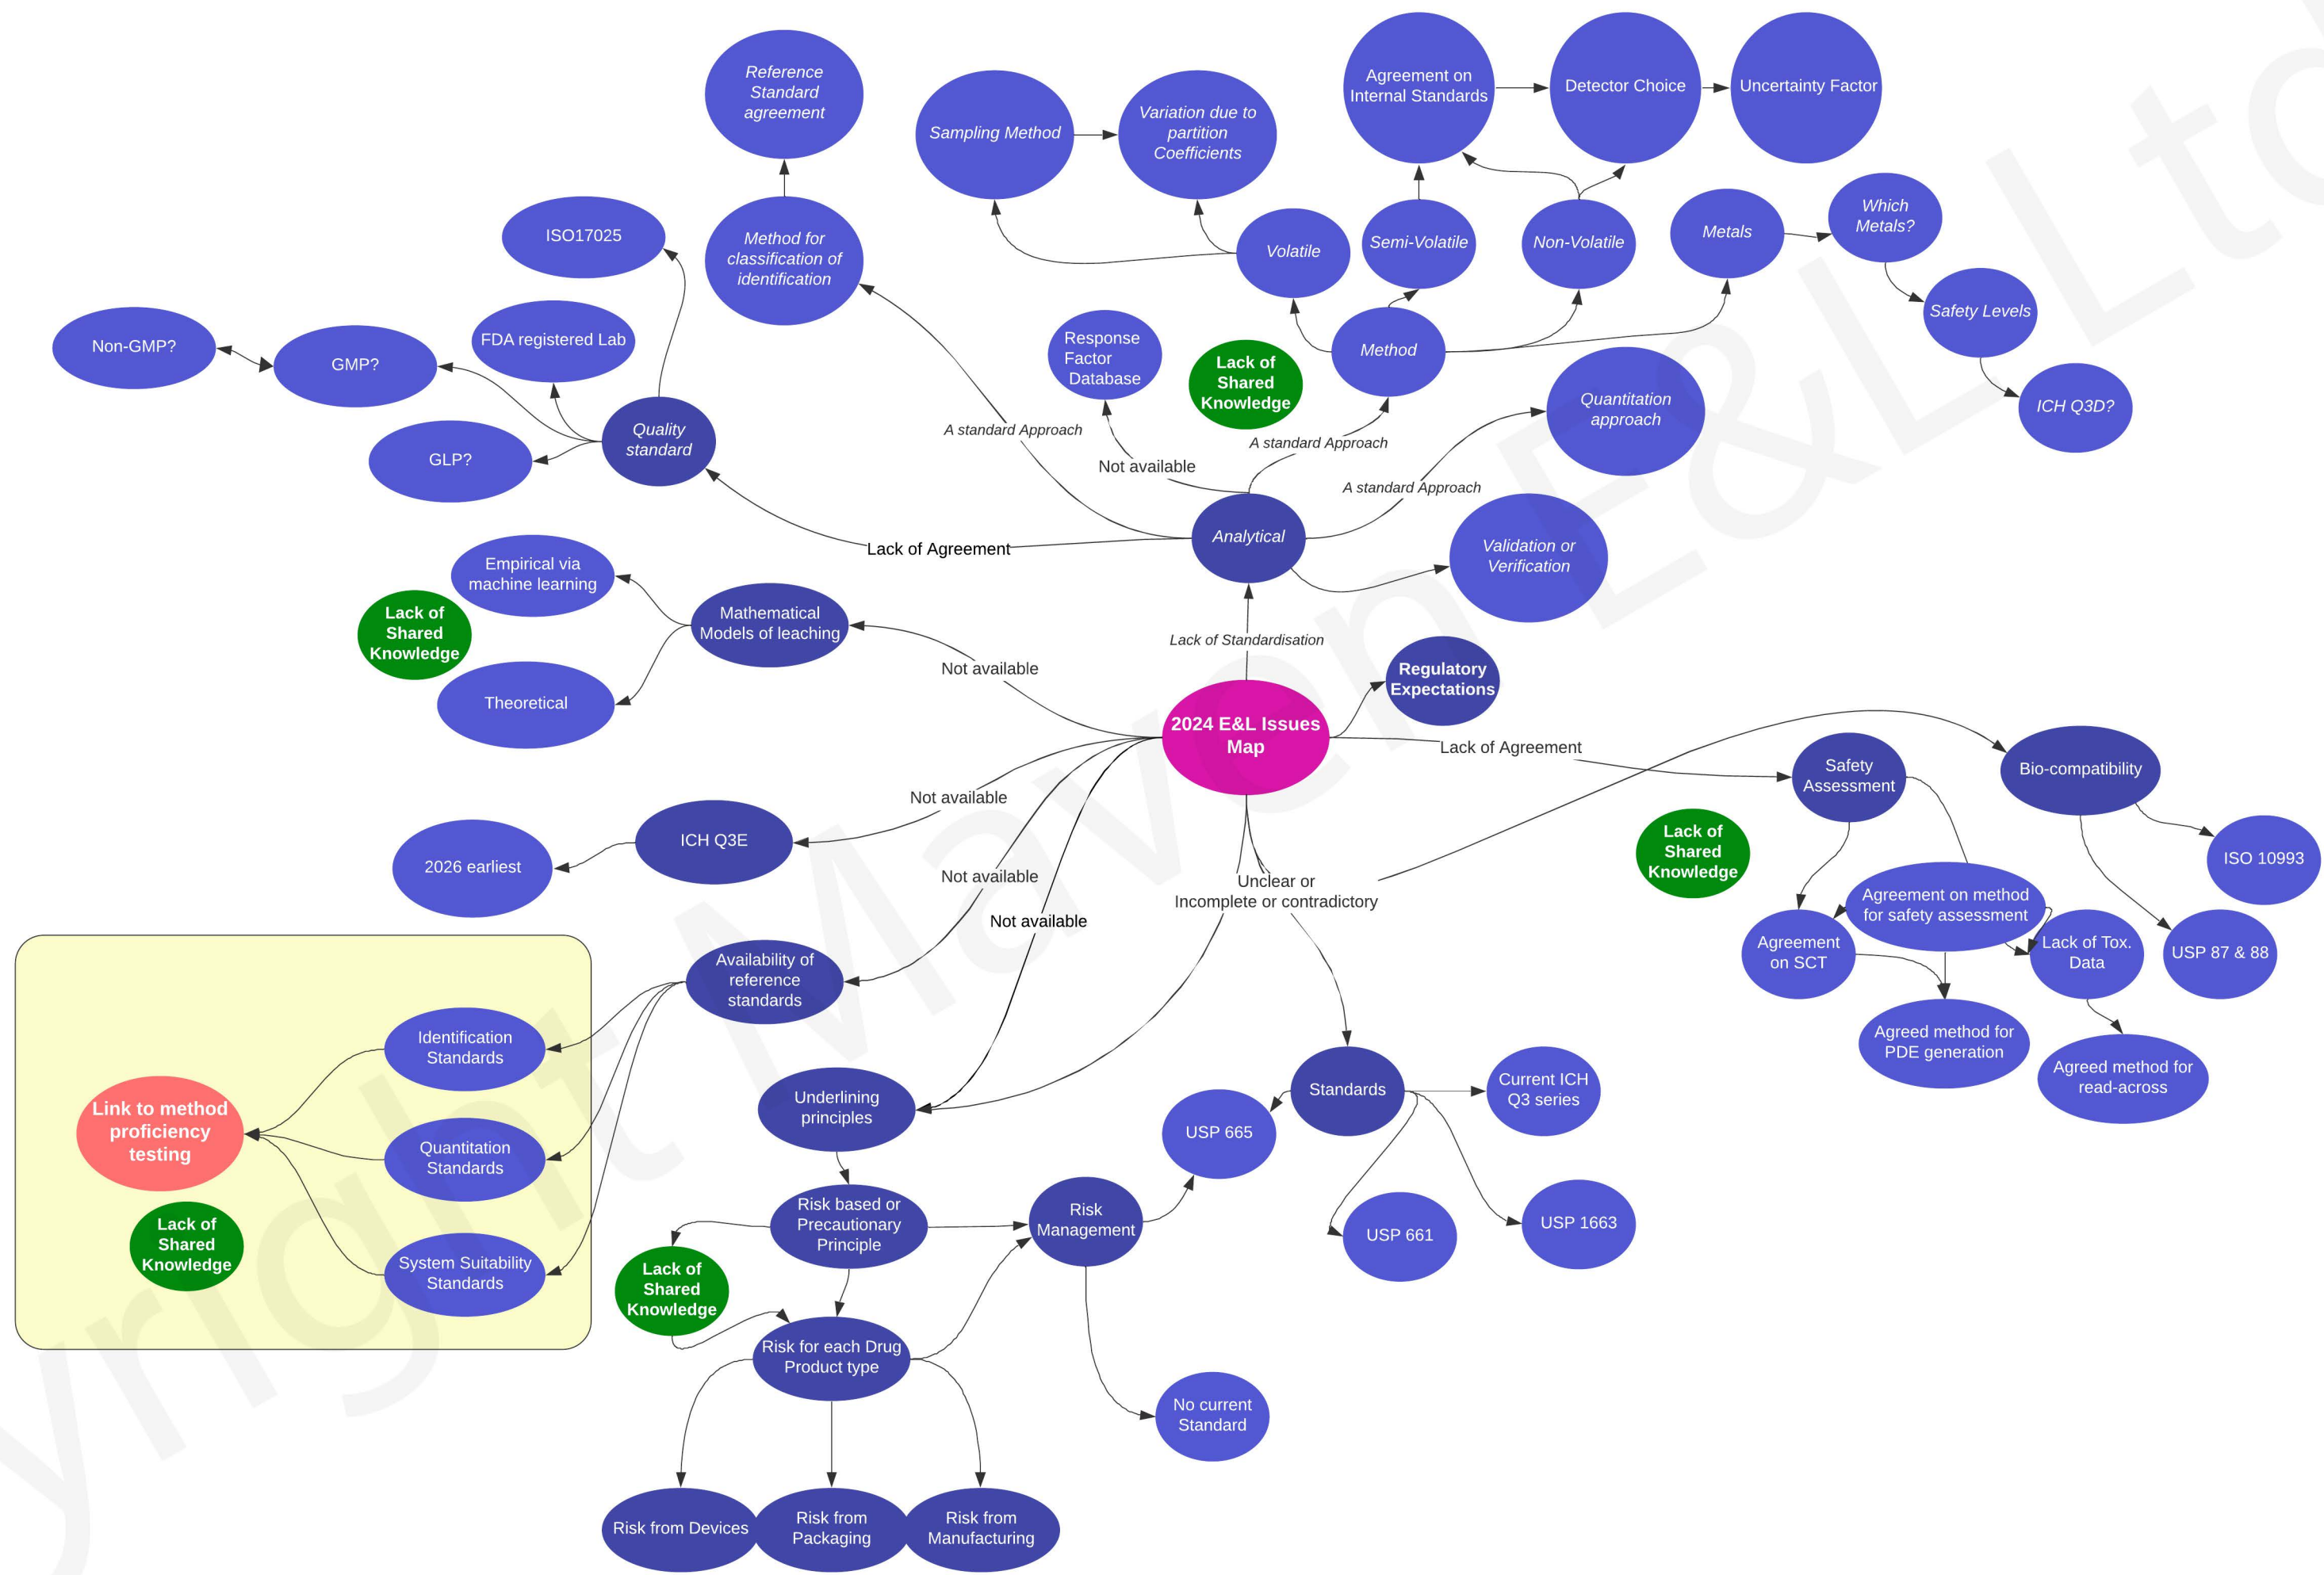 Reference
Standard
agreement
Sampling Method
Variation due to
partition
Coefficients
Agreement on
Internal Standards
Detector Choice
Uncertainty Factor
ISO17025
Method for
classification of
identification
Volatile
Semi-Volatile
Non-Volatile
Metals
Which
Metals?
Safety Levels
ICH Q3D?
Non-GMP?
GMP?
FDA registered Lab
GLP?
Quality
standard
Response
Factor
Database
Lack of
Shared
Knowledge
Method
Quantitation
approach
A standard Approach
Not available
A standard Approach
A standard Approach
Analytical
Validation or
Verification
Lack of Agreement
Empirical via
machine learning
Lack of
Shared
Knowledge
Theoretical
Mathematical
Models of leaching
Not available
Lack of Standardisation
Regulatory
Expectations
2024 E&L Issues
Map
Lack of Agreement
Safety
Assessment
Bio-compatibility
ISO 10993
USP 87 & 88
Lack of
Shared
Knowledge
Agreement on method
for safety assessment
Agreement
on SCT
Lack of Tox.
Data
Agreed method for
PDE generation
Agreed method for
read-across
Not available
ICH Q3E
2026 earliest
Not available
Not available
Unclear or
Incomplete or contradictory
Availability of
reference
standards
Identification
Standards
Link to method
proficiency
testing
Quantitation
Standards
Lack of
Shared
Knowledge
System Suitability
Standards
Underlining
principles
Standards
Current ICH
Q3 series
USP 665
USP 661
USP 1663
Risk based or
Precautionary
Principle
Risk
Management
Lack of
Shared
Knowledge
Risk for each Drug
Product type
No current
Standard
Risk from Devices
Risk from
Packaging
Risk from
Manufacturing
yright Maven E&L Ltd